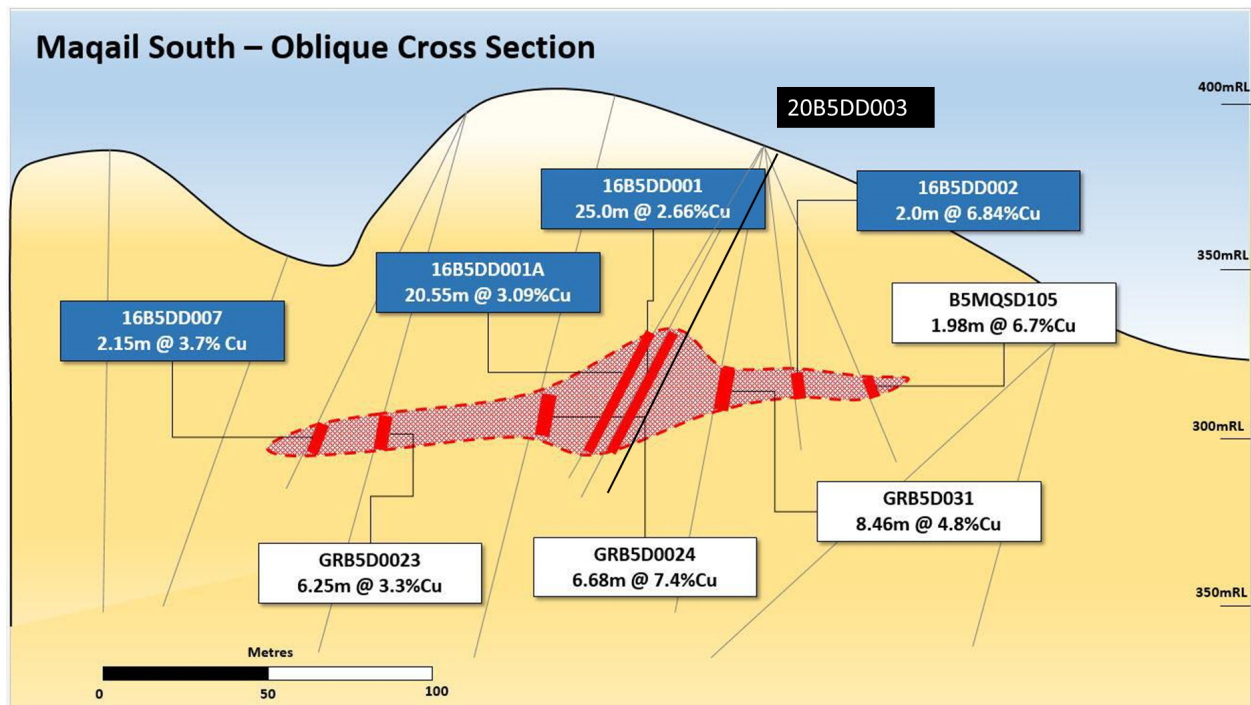 Maqail South – Oblique Cross Section
400mRL
20B5DD003
16B5DD001
25.0m @ 2.66%Cu
16B5DD002
2.0m @ 6.84%Cu
350mRL
16B5DD001A
20.55m @ 3.09%Cu
B5MQSD105
1.98m @ 6.7%Cu
16B5DD007
2.15m @ 3.7% Cu
300mRL
GRB5D031
8.46m @ 4.8%Cu
GRB5D0023
6.25m @ 3.3%Cu
GRB5D0024
6.68m @ 7.4%Cu
350mRL
Metres
0 50 100